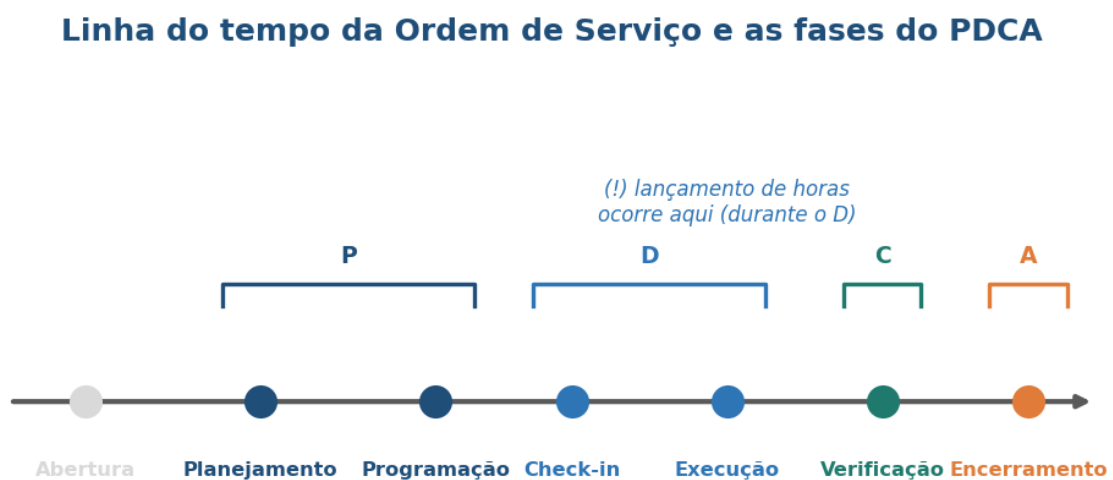 Linha do tempo da Ordem de Serviço e as fases do PDCA
(!) lançamento de horas
ocorre aqui (durante o D)
P D C A
Abertura Planejamento Programação Check-in Execução Verificação Encerramento